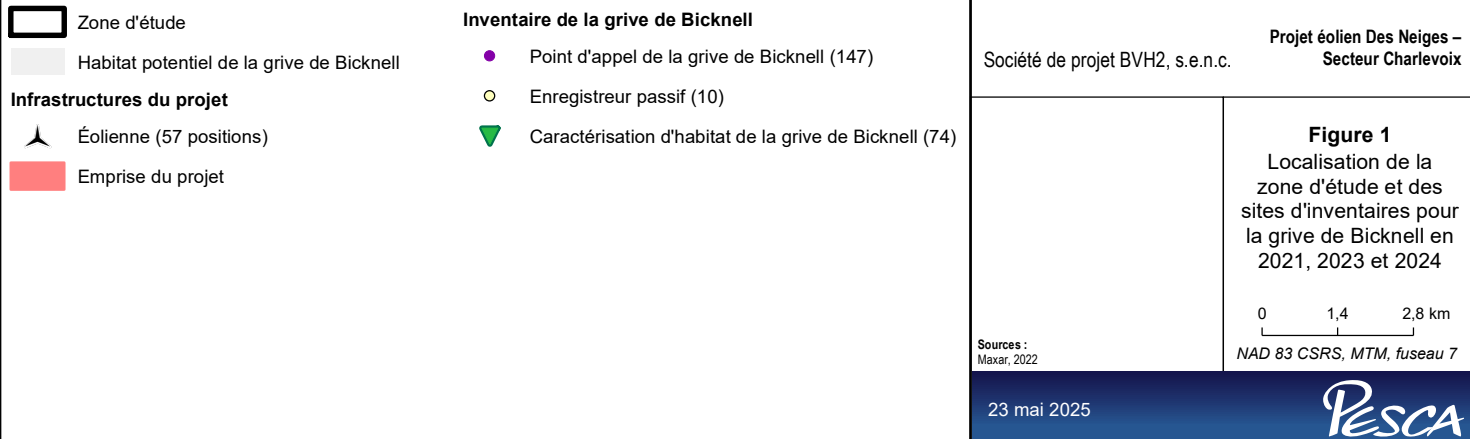 Zone d'étude
Habitat potentiel de la grive de Bicknell
Infrastructures du projet
Éolienne (57 positions)
Emprise du projet
Inventaire de la grive de Bicknell
Point d'appel de la grive de Bicknell (147)
Enregistreur passif (10)
Caractérisation d'habitat de la grive de Bicknell (74)
Société de projet BVH2, s.e.n.c.
Projet éolien Des Neiges –
Secteur Charlevoix
Figure 1
Localisation de la
zone d'étude et des
sites d'inventaires pour
la grive de Bicknell en
2021, 2023 et 2024
0 1,4 2,8 km
NAD 83 CSRS, MTM, fuseau 7
Sources :
Maxar, 2022
23 mai 2025
PESCA